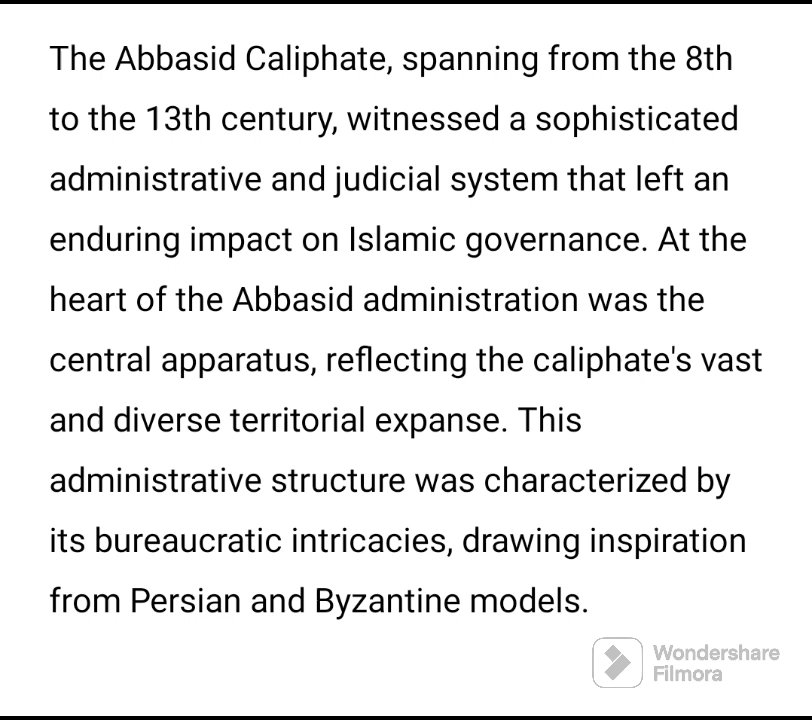 The Abbasid Caliphate, spanning from the 8th
to the 13th century, witnessed a sophisticated
administrative and judicial system that left an
enduring impact on Islamic governance. At the
heart of the Abbasid administration was the
central apparatus, reflecting the caliphate's vast
and diverse territorial expanse. This
administrative structure was characterized by
its bureaucratic intricacies, drawing inspiration
from Persian and Byzantine models.
Wondershare
Filmora